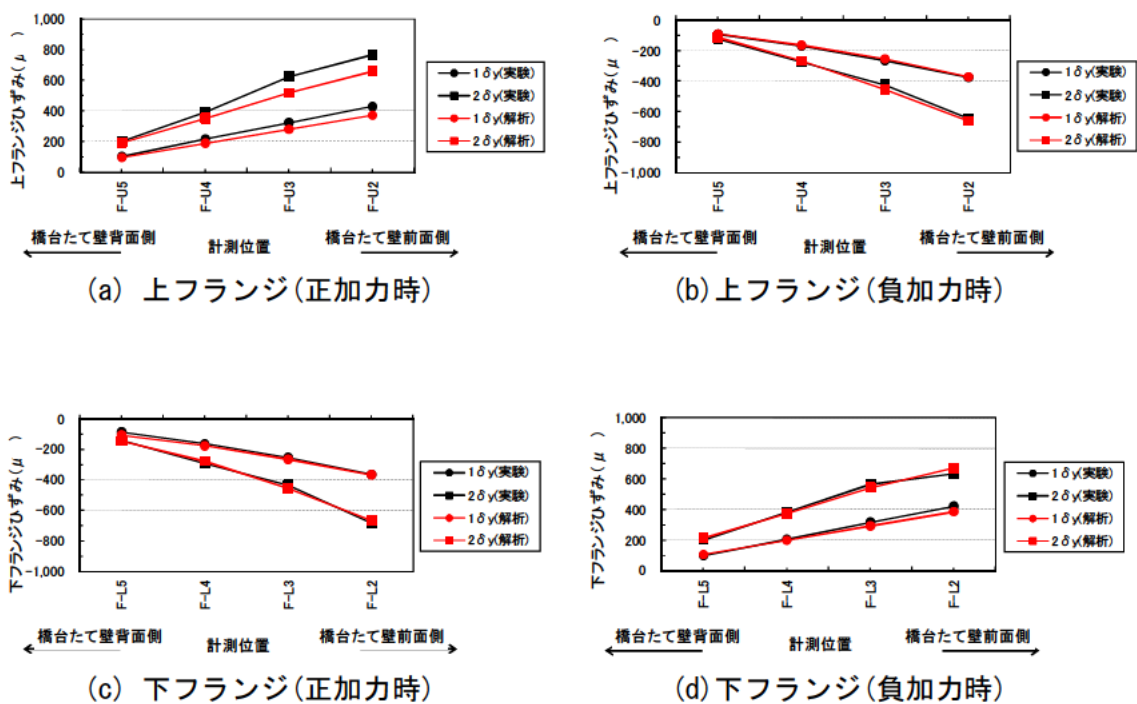 上フランジひずみ(μ )
1,000
800
600
400
200
0
F-U5
F-U4
F-U3
F-U2
1δy(実験)
2δy(実験)
1δy(解析)
2δy(解析)
橋台たて壁背面側
計測位置
橋台たて壁前面側
(a) 上フランジ(正加力時)
上フランジひずみ(μ )
0
-200
-400
-600
-800
-1,000
F-U5
F-U4
F-U3
F-U2
1δy(実験)
2δy(実験)
1δy(解析)
2δy(解析)
橋台たて壁背面側
計測位置
橋台たて壁前面側
(b)上フランジ(負加力時)
下フランジひずみ(μ )
0
-200
-400
-600
-800
-1,000
F-L5
F-L4
F-L3
F-L2
1δy(実験)
2δy(実験)
1δy(解析)
2δy(解析)
橋台たて壁背面側
計測位置
橋台たて壁前面側
(c) 下フランジ(正加力時)
下フランジひずみ(μ )
1,000
800
600
400
200
0
F-L5
F-L4
F-L3
F-L2
1δy(実験)
2δy(実験)
1δy(解析)
2δy(解析)
橋台たて壁背面側
計測位置
橋台たて壁前面側
(d)下フランジ(負加力時)